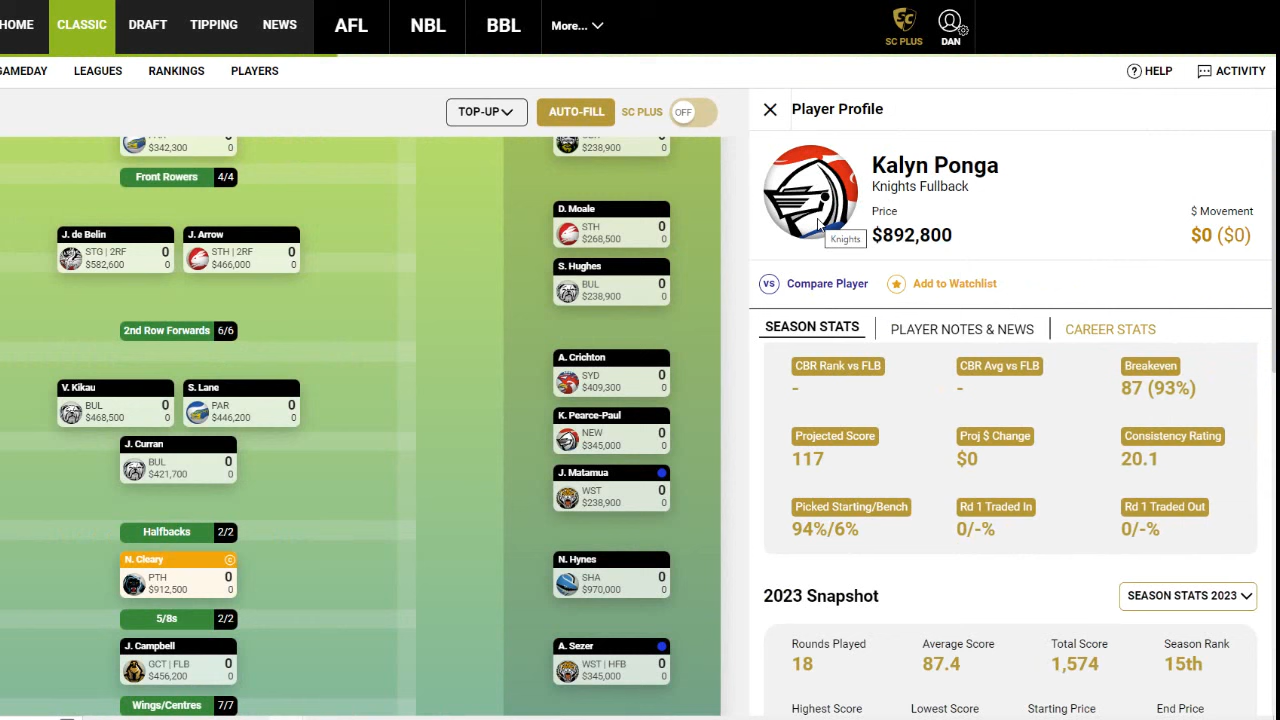 HOME CLASSIC DRAFT TIPPING NEWS AFL NBL BBL More... SC PLUS DAN
GAMEDAY LEAGUES RANKINGS PLAYERS HELP ACTIVITY
TOP-UP AUTO-FILL SC PLUS OFF
$342,300 0
$238,900 0
Front Rowers 4/4
J. de Belin
STG | 2RF 0
$582,600 0
J. Arrow
STH | 2RF 0
$466,000 0
D. Moale
STH 0
$268,500 0
S. Hughes
BUL 0
$238,900 0
2nd Row Forwards 6/6
V. Kikau
BUL 0
$468,500 0
S. Lane
PAR 0
$446,200 0
J. Curran
BUL 0
$421,700 0
A. Crichton
SYD 0
$409,300 0
K. Pearce-Paul
NEW 0
$345,000 0
J. Matamua
WST 0
$238,900 0
Halfbacks 2/2
N. Cleary C
PTH 0
$912,500 0
N. Hynes
SHA 0
$970,000 0
5/8s 2/2
J. Campbell
GCT | FLB 0
$456,200 0
A. Sezer
WST | HFB 0
$345,000 0
Wings/Centres 7/7
Player Profile
Kalyn Ponga
Knights Fullback
Price $ Movement
$892,800 $0 ($0)
Knights
VS Compare Player Add to Watchlist
SEASON STATS PLAYER NOTES & NEWS CAREER STATS
CBR Rank vs FLB CBR Avg vs FLB Breakeven
- - 87 (93%)
Projected Score Proj $ Change Consistency Rating
117 $0 20.1
Picked Starting/Bench Rd 1 Traded In Rd 1 Traded Out
94%/6% 0/-% 0/-%
2023 Snapshot SEASON STATS 2023
Rounds Played Average Score Total Score Season Rank
18 87.4 1,574 15th
Highest Score Lowest Score Starting Price End Price